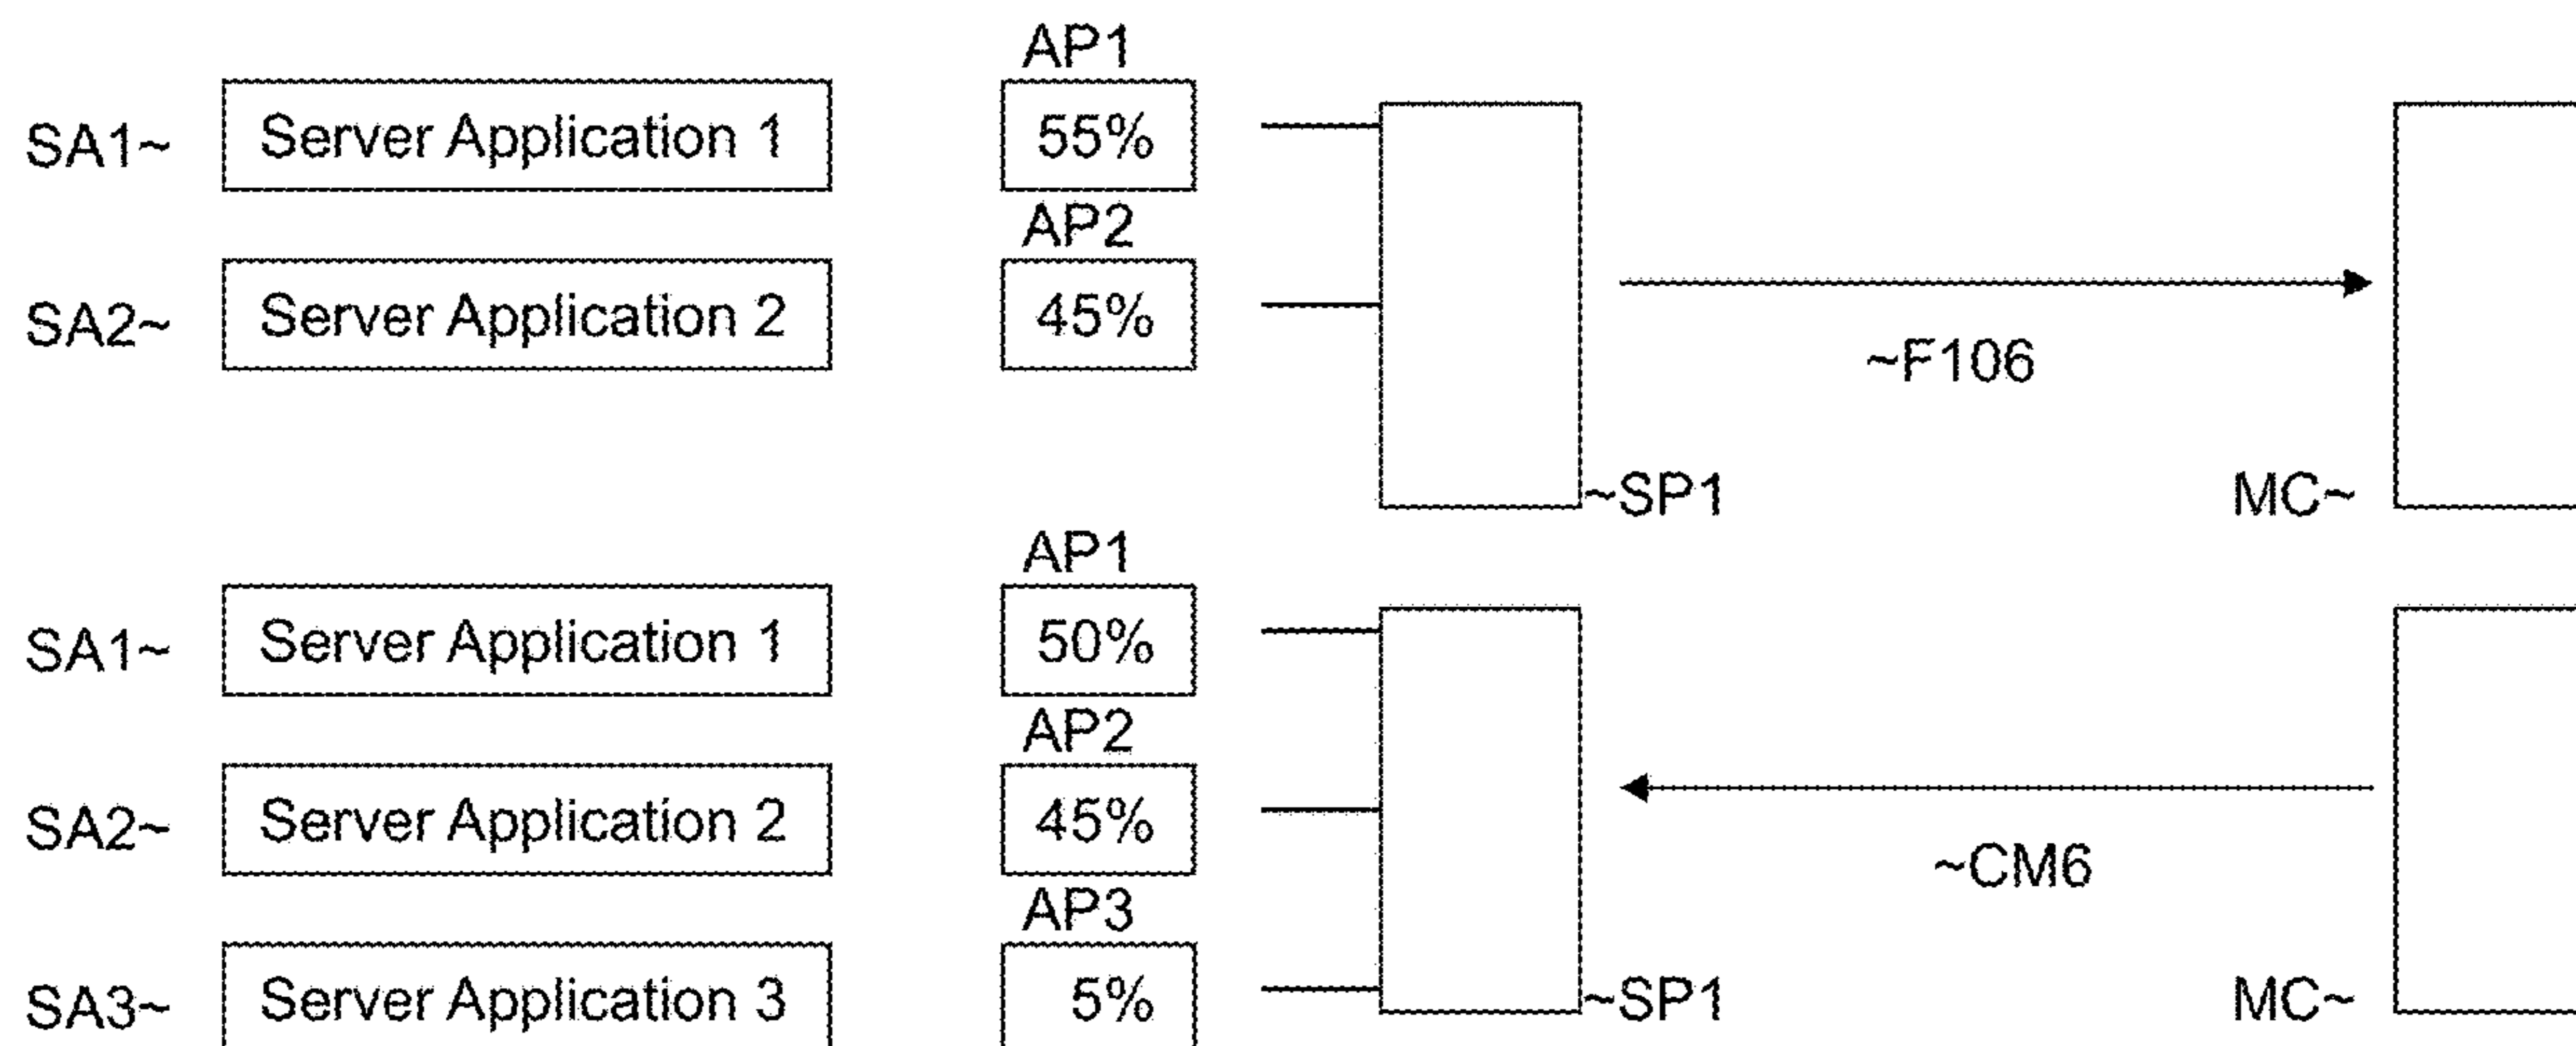 AP1
SA1~ Server Application 1 55%
AP2
SA2~ Server Application 2 45%
~F106
~SP1 MC~
AP1
SA1~ Server Application 1 50%
AP2
SA2~ Server Application 2 45%
~CM6
AP3
SA3~ Server Application 3 5% ~SP1 MC~